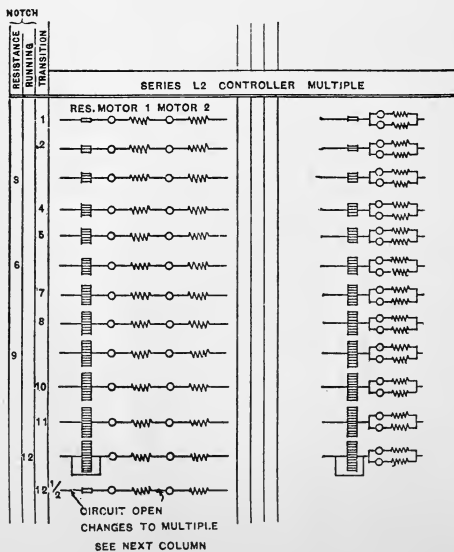 NOTCH
RESISTANCE
RUNNING
TRANSITION
SERIES L2 CONTROLLER MULTIPLE
RES. MOTOR 1 MOTOR 2
1
2
3
4
5
6
7
8
9
10
11
12
12 1/2
CIRCUIT OPEN
CHANGES TO MULTIPLE
SEE NEXT COLUMN